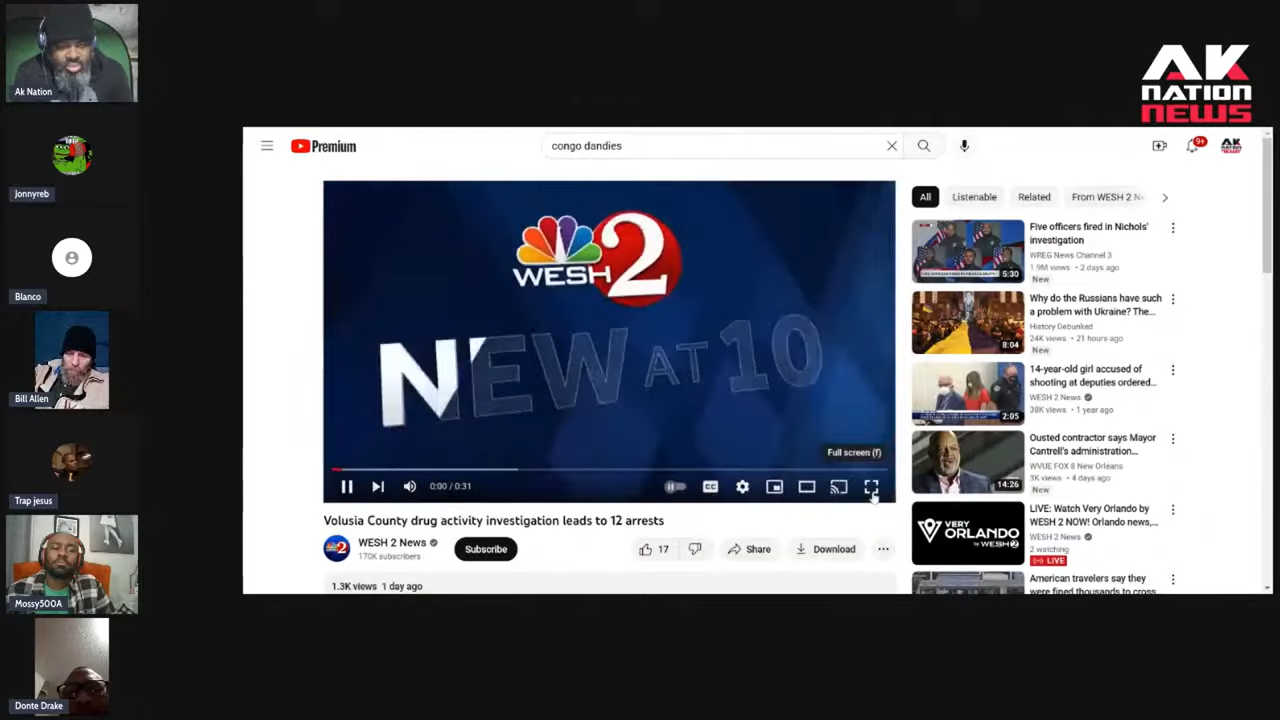 Ak Nation
Jonnyreb
Blanco
Bill Allen
Trap jesus
Mossy500A
Donte Drake
AK
NATION
NEWS
Premium
congo dandies
9+
WESH 2
NEW AT 10
Full screen (f)
0:00 / 0:31
CC
Volusia County drug activity investigation leads to 12 arrests
WESH 2 News
170K subscribers
Subscribe
17
Share
Download
1.3K views 1 day ago
All
Listenable
Related
From WESH 2 N
Five officers fired in Nichols'
investigation
WREG News Channel 3
1.9M views • 2 days ago
New
5:30
Why do the Russians have such
a problem with Ukraine? The...
History Debunked
24K views • 21 hours ago
New
8:04
14-year-old girl accused of
shooting at deputies ordered...
WESH 2 News
38K views • 1 year ago
2:05
Ousted contractor says Mayor
Cantrell's administration...
WVUE FOX 8 New Orleans
3K views • 4 days ago
New
14:26
VERY
ORLANDO
by WESH 2
LIVE: Watch Very Orlando by
WESH 2 NOW! Orlando news,...
WESH 2 News
2 watching
LIVE
American travelers say they
were fined thousands to cross